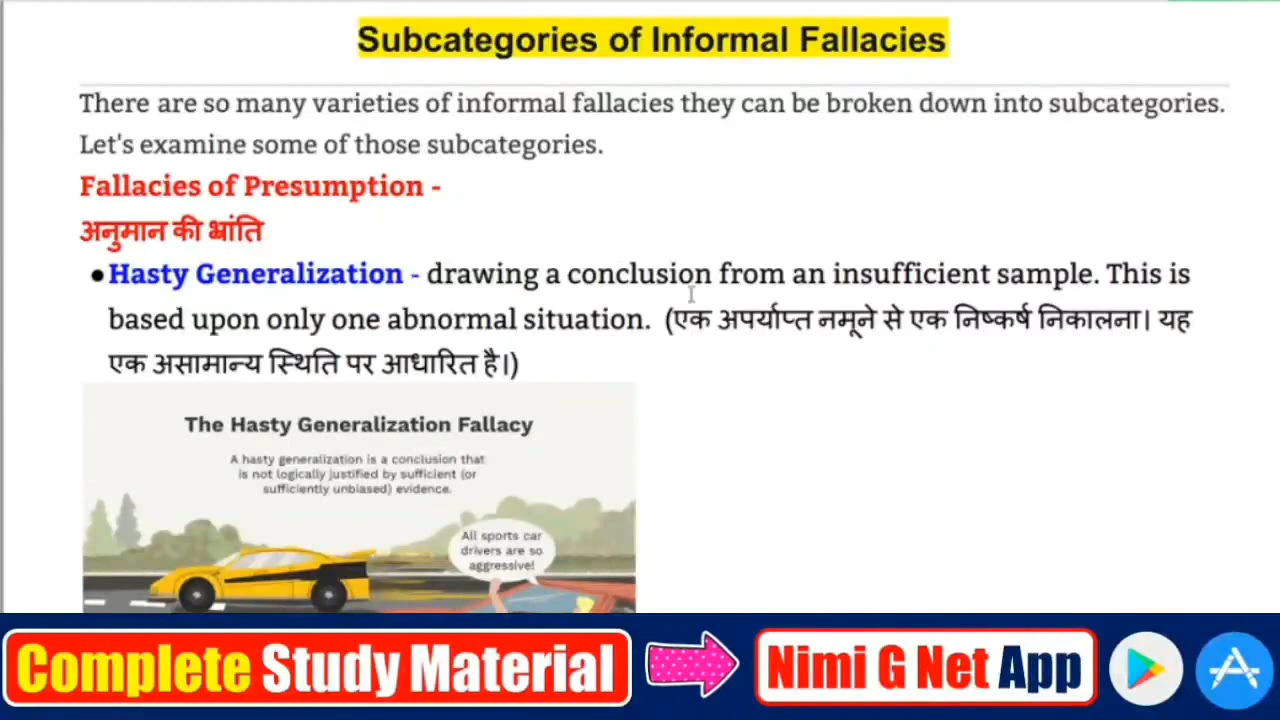 Subcategories of Informal Fallacies
There are so many varieties of informal fallacies they can be broken down into subcategories.
Let's examine some of those subcategories.
Fallacies of Presumption -
अनुमान की भ्रांति
●Hasty Generalization - drawing a conclusion from an insufficient sample. This is
based upon only one abnormal situation. (एक अपर्याप्त नमूने से एक निष्कर्ष निकालना। यह
एक असामान्य स्थिति पर आधारित है।)
The Hasty Generalization Fallacy
A hasty generalization is a conclusion that
is not logically justified by sufficient (or
sufficiently unbiased) evidence.
All sports car
drivers are so
aggressive!
Complete Study Material
Nimi G Net App